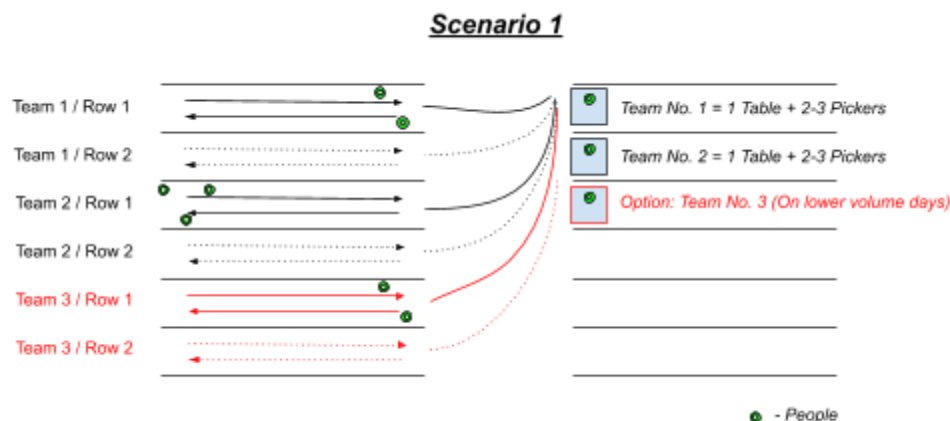 Scenario 1
Team 1 / Row 1
Team No. 1 = 1 Table + 2-3 Pickers
Team 1 / Row 2
Team No. 2 = 1 Table + 2-3 Pickers
Team 2 / Row 1
Option: Team No. 3 (On lower volume days)
Team 2 / Row 2
Team 3 / Row 1
Team 3 / Row 2
- People